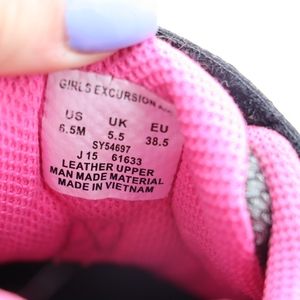 GIRLS EXCURSION
US UK EU
6.5M 5.5 38.5
SY54697
J 15 61633
LEATHER UPPER
MAN MADE MATERIAL
MADE IN VIETNAM